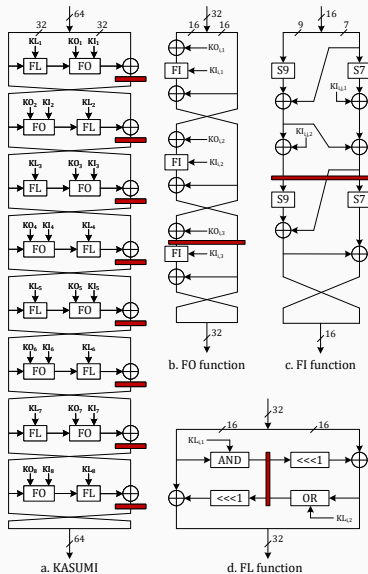 64
32 32
KL₁ KO₁ KI₁
FL FO
KO₂ KI₂ KL₂
FO FL
KL₃ KO₃ KI₃
FL FO
KO₄ KI₄ KL₄
FO FL
KL₅ KO₅ KI₅
FL FO
KO₆ KI₆ KL₆
FO FL
KL₇ KO₇ KI₇
FL FO
KO₈ KI₈ KL₈
FO FL
64
a. KASUMI
32
16 16
KOi,1
FI KIi,1
KOi,2
FI KIi,2
KOi,3
FI KIi,3
32
b. FO function
16
9 7
S9 S7
KIi,j,1
KIi,j,2
S9 S7
16
c. FI function
32
16 16
KLi,1
AND <<<1
<<<1 OR
KLi,2
32
d. FL function